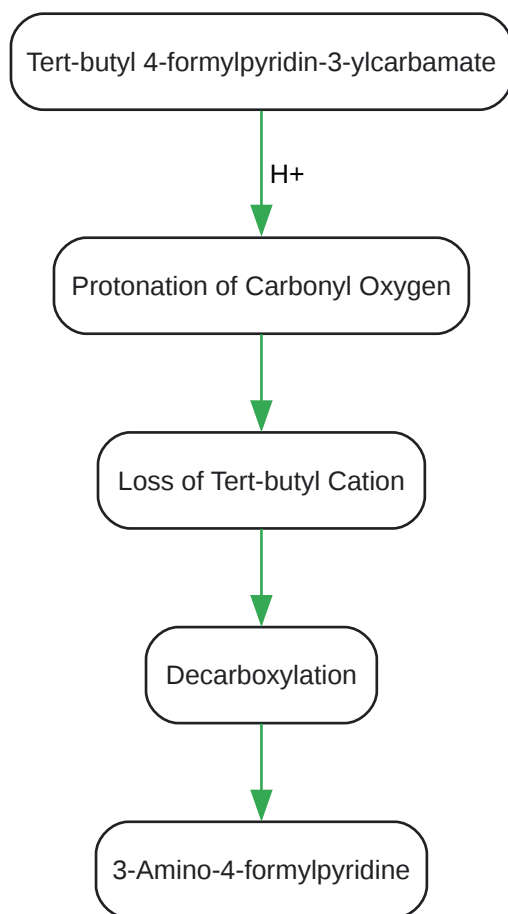 Tert-butyl 4-formylpyridin-3-ylcarbamate
H+
Protonation of Carbonyl Oxygen
Loss of Tert-butyl Cation
Decarboxylation
3-Amino-4-formylpyridine